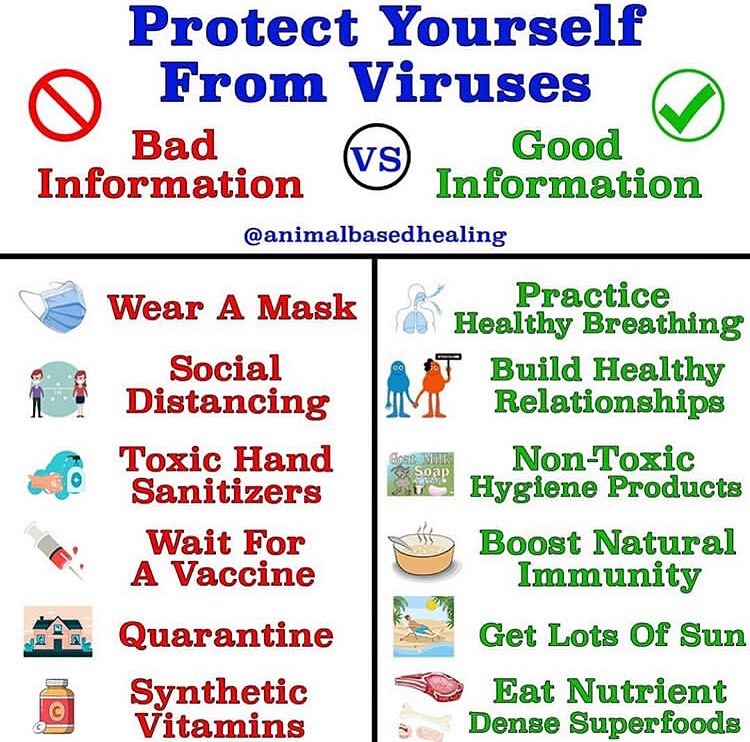 Protect Yourself
From Viruses
Bad
Information
VS
Good
Information
@animalbasedhealing
Wear A Mask
Social
Distancing
Toxic Hand
Sanitizers
Wait For
A Vaccine
Quarantine
C
Synthetic
Vitamins
Practice
Healthy Breathing
Build Healthy
Relationships
Goat Milk
Soap
Non-Toxic
Hygiene Products
Boost Natural
Immunity
Get Lots Of Sun
Eat Nutrient
Dense Superfoods